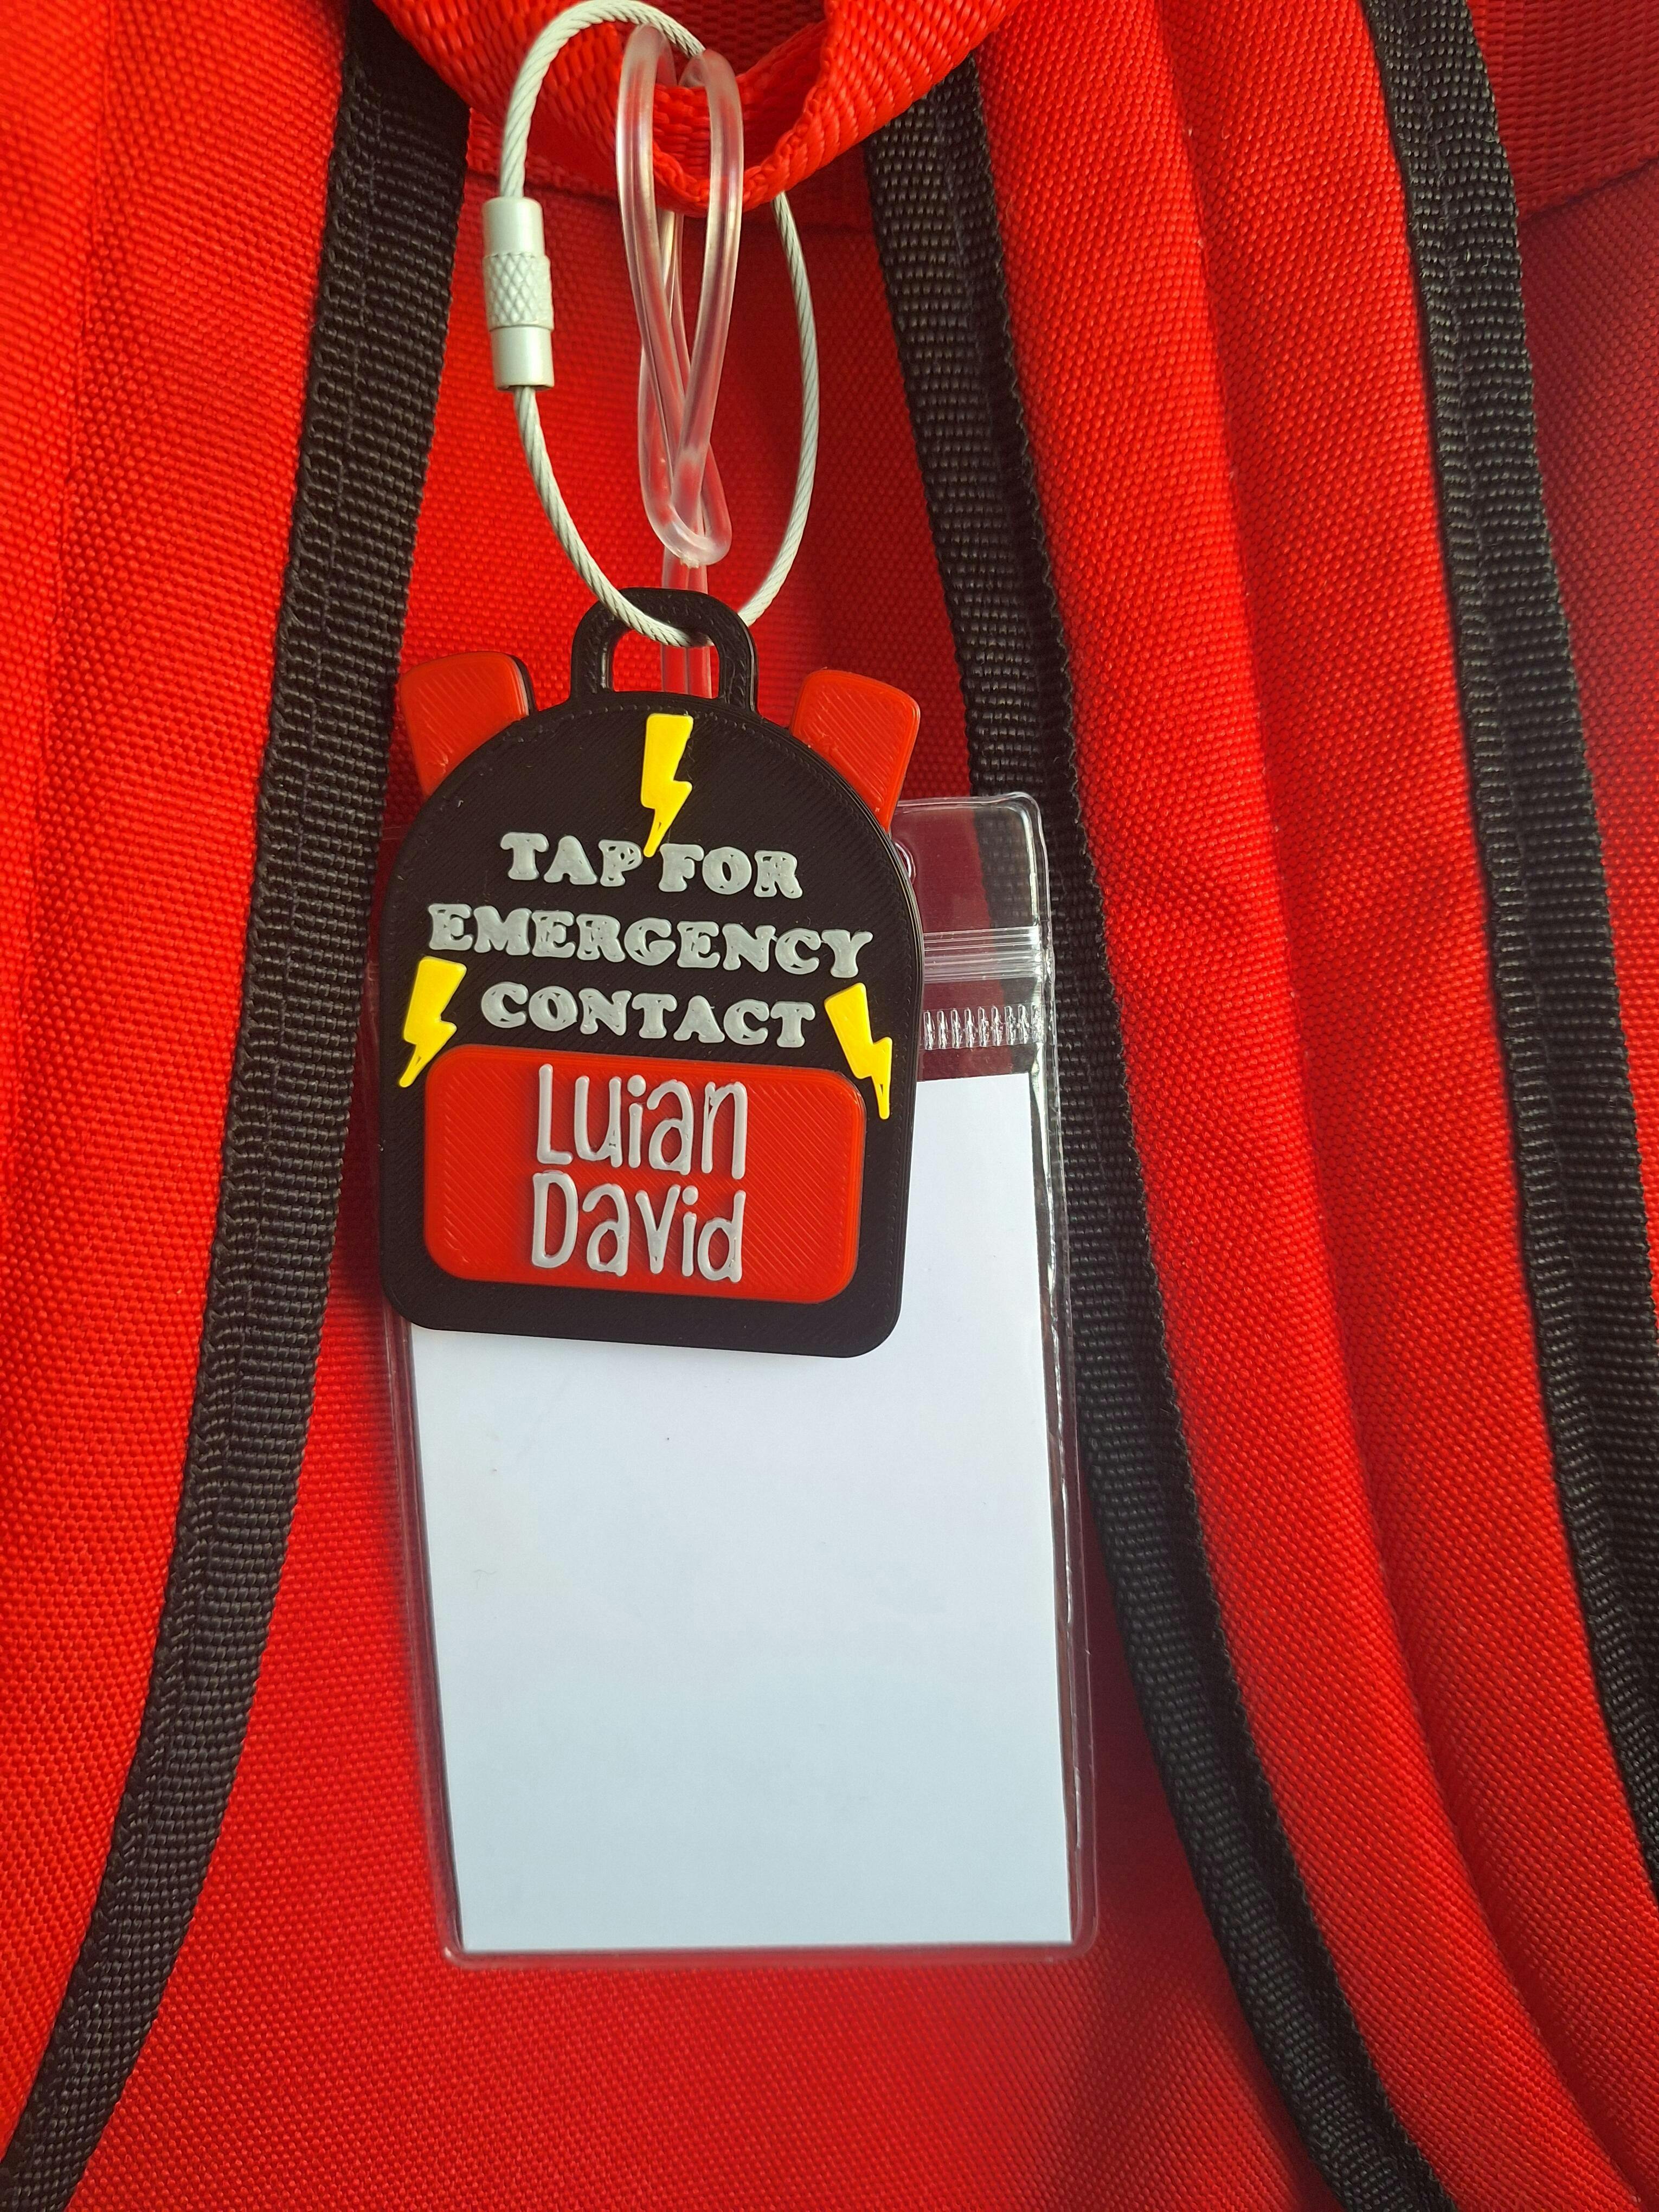 TAP FOR
EMERGENCY
CONTACT
Luian
David